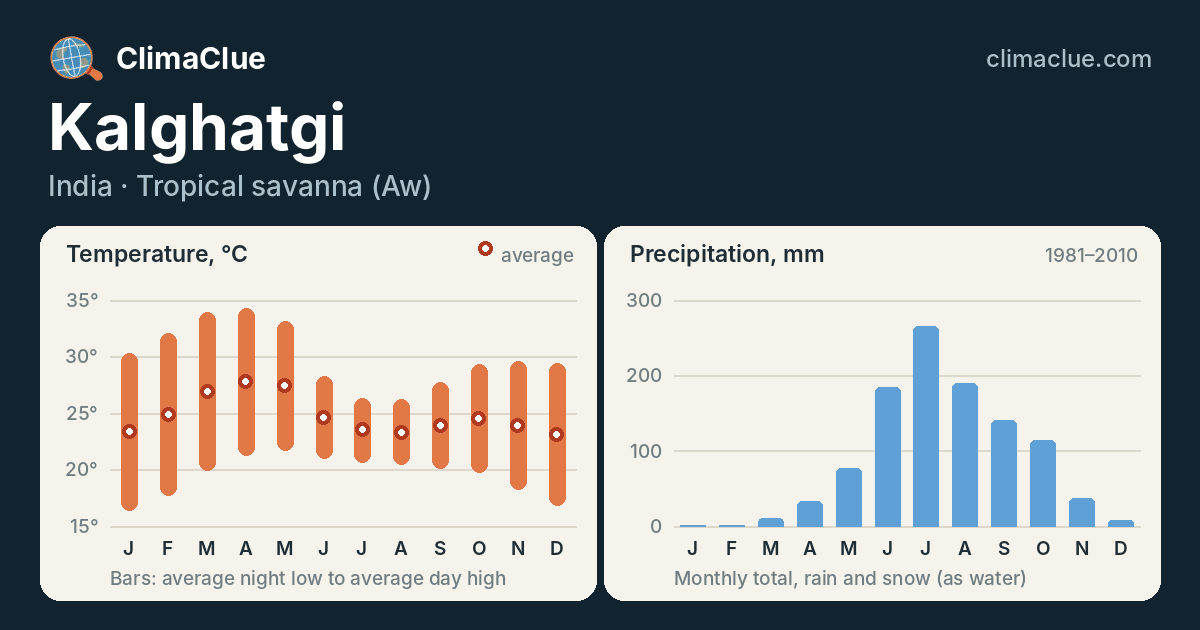 ClimaClue
climaclue.com
Kalghatgi
India · Tropical savanna (Aw)
Temperature, °C
average
35°
30°
25°
20°
15°
J F M A M J J A S O N D
Bars: average night low to average day high
Precipitation, mm
1981–2010
300
200
100
0
J F M A M J J A S O N D
Monthly total, rain and snow (as water)